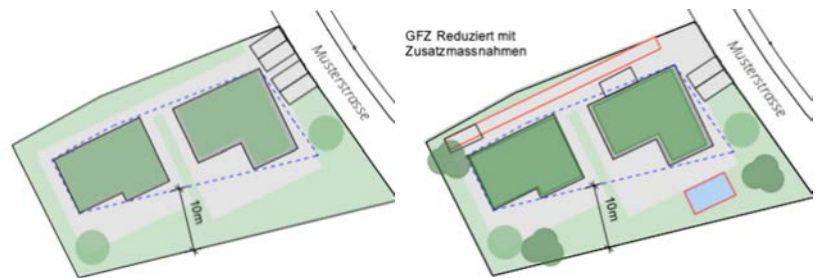 Musterstrasse
10m
GFZ Reduziert mit
Zusatzmassnahmen
Musterstrasse
10m